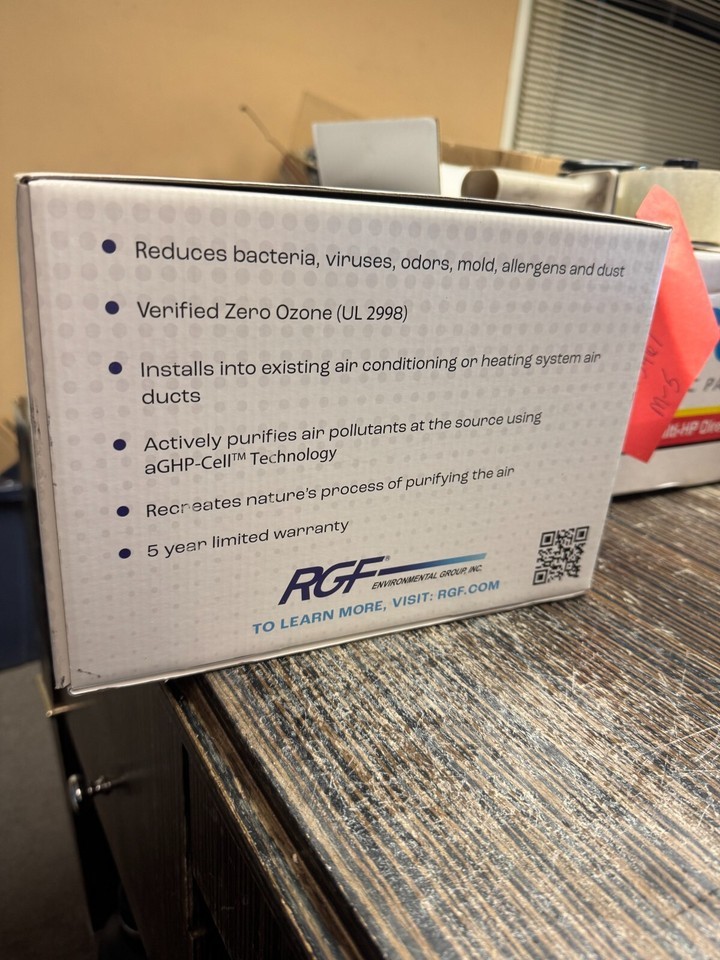 • Reduces bacteria, viruses, odors, mold, allergens and dust
• Verified Zero Ozone (UL 2998)
• Installs into existing air conditioning or heating system air
ducts
• Actively purifies air pollutants at the source using
aGHP-Cell™ Technology
• Recreates nature's process of purifying the air
• 5 year limited warranty
RGF®
ENVIRONMENTAL GROUP, INC.
TO LEARN MORE, VISIT: RGF.COM